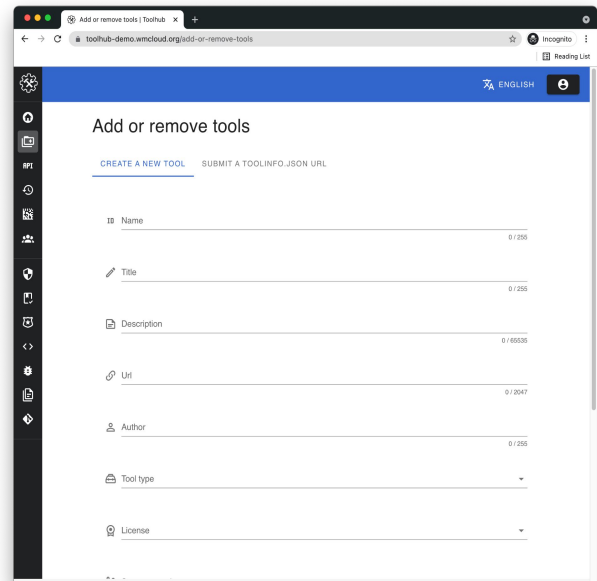 Add or remove tools | Toolhub
toolhub-demo.wmcloud.org/add-or-remove-tools
Incognito
Reading List
ENGLISH
API
Add or remove tools
CREATE A NEW TOOL
SUBMIT A TOOLINFO.JSON URL
Name
0 / 255
Title
0 / 255
Description
0 / 65535
Url
0 / 2047
Author
0 / 255
Tool type
License